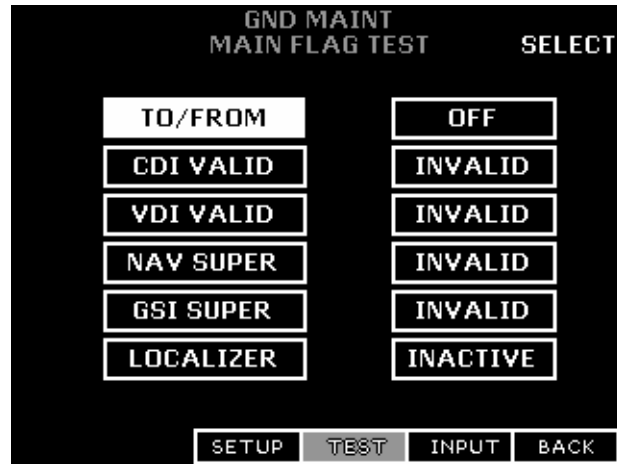 GND MAINT
MAIN FLAG TEST SELECT
TO/FROM OFF
CDI VALID INVALID
VDI VALID INVALID
NAV SUPER INVALID
GSI SUPER INVALID
LOCALIZER INACTIVE
SETUP TEST INPUT BACK